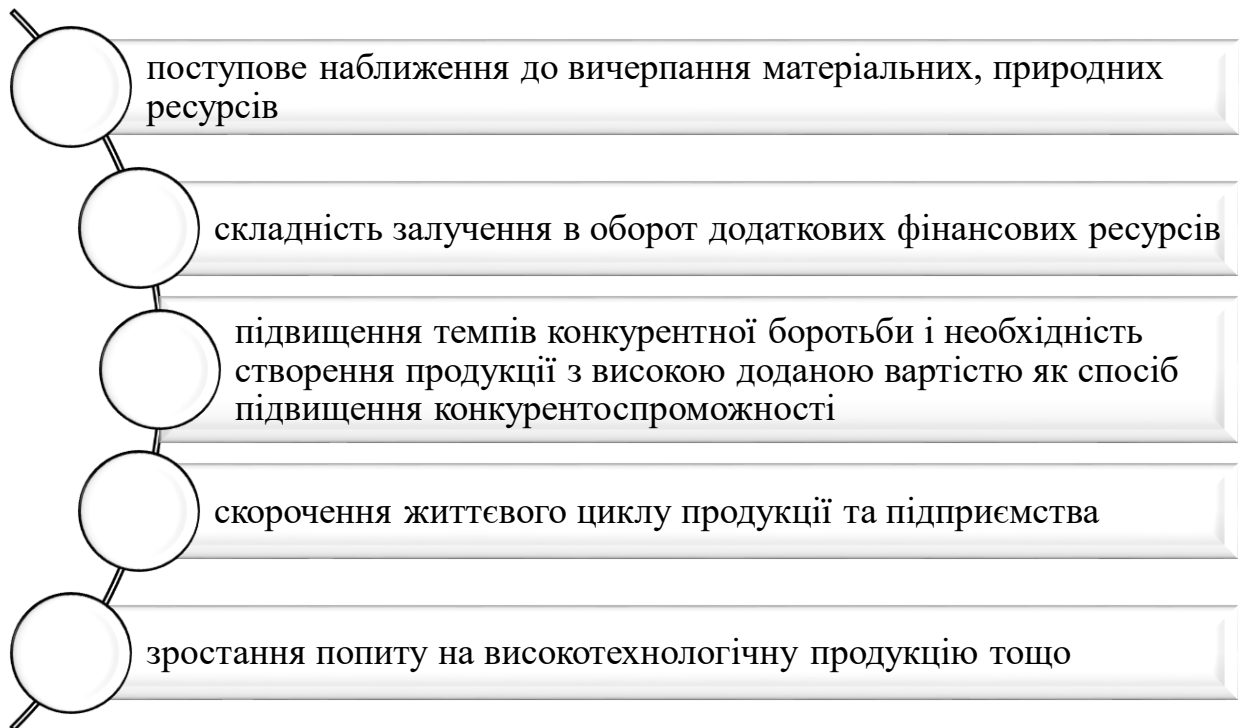 поступове наближення до вичерпання матеріальних, природних
ресурсів
складність залучення в оборот додаткових фінансових ресурсів
підвищення темпів конкурентної боротьби і необхідність
створення продукції з високою доданою вартістю як спосіб
підвищення конкурентоспроможності
скорочення життєвого циклу продукції та підприємства
зростання попиту на високотехнологічну продукцію тощо